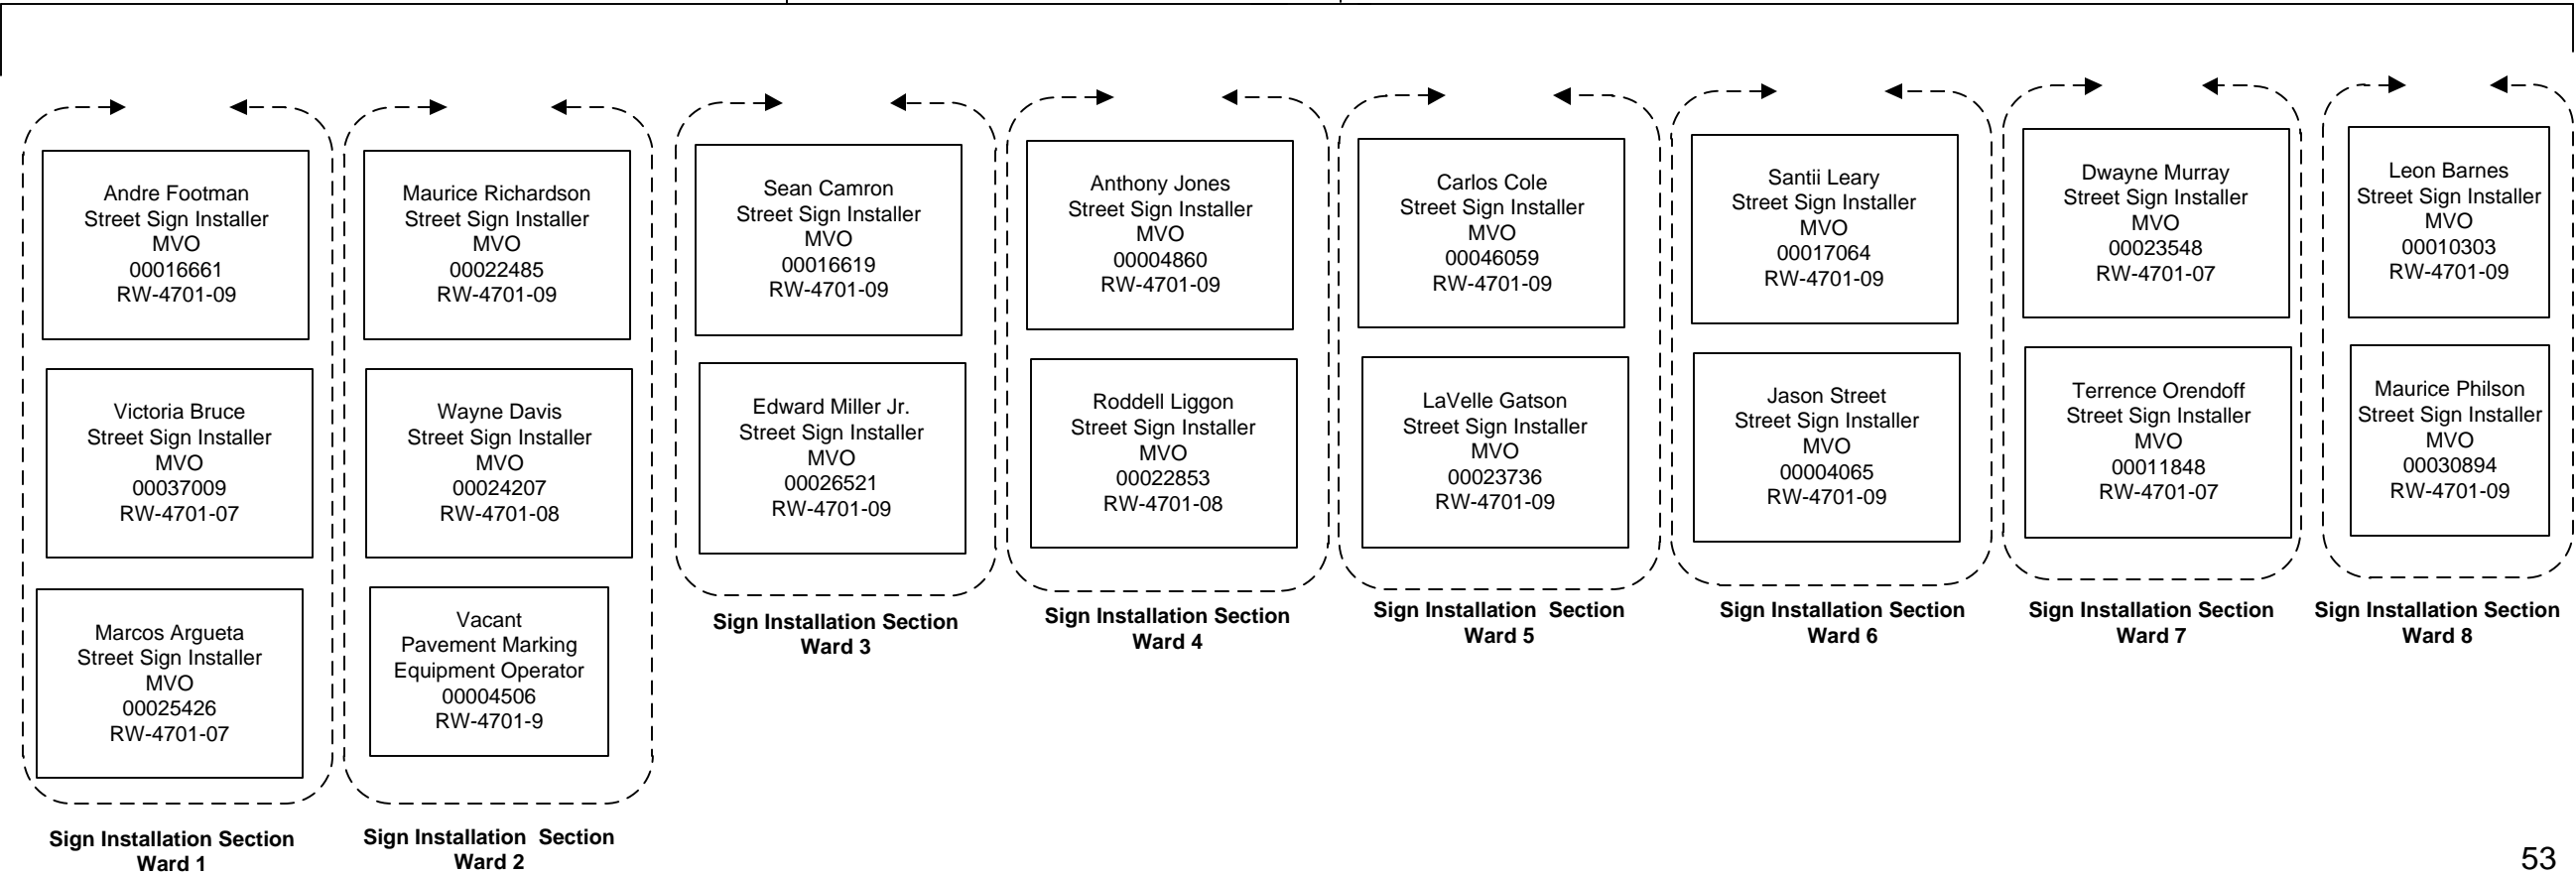 Andre Footman
Street Sign Installer
MVO
00016661
RW-4701-09
Victoria Bruce
Street Sign Installer
MVO
00037009
RW-4701-07
Marcos Argueta
Street Sign Installer
MVO
00025426
RW-4701-07
Sign Installation Section
Ward 1
Maurice Richardson
Street Sign Installer
MVO
00022485
RW-4701-09
Wayne Davis
Street Sign Installer
MVO
00024207
RW-4701-08
Vacant
Pavement Marking
Equipment Operator
00004506
RW-4701-9
Sign Installation Section
Ward 2
Sean Camron
Street Sign Installer
MVO
00016619
RW-4701-09
Edward Miller Jr.
Street Sign Installer
MVO
00026521
RW-4701-09
Sign Installation Section
Ward 3
Anthony Jones
Street Sign Installer
MVO
00004860
RW-4701-09
Roddell Liggon
Street Sign Installer
MVO
00022853
RW-4701-08
Sign Installation Section
Ward 4
Carlos Cole
Street Sign Installer
MVO
00046059
RW-4701-09
LaVelle Gatson
Street Sign Installer
MVO
00023736
RW-4701-09
Sign Installation Section
Ward 5
Santii Leary
Street Sign Installer
MVO
00017064
RW-4701-09
Jason Street
Street Sign Installer
MVO
00004065
RW-4701-09
Sign Installation Section
Ward 6
Dwayne Murray
Street Sign Installer
MVO
00023548
RW-4701-07
Terrence Orendoff
Street Sign Installer
MVO
00011848
RW-4701-07
Sign Installation Section
Ward 7
Leon Barnes
Street Sign Installer
MVO
00010303
RW-4701-09
Maurice Philson
Street Sign Installer
MVO
00030894
RW-4701-09
Sign Installation Section
Ward 8
53